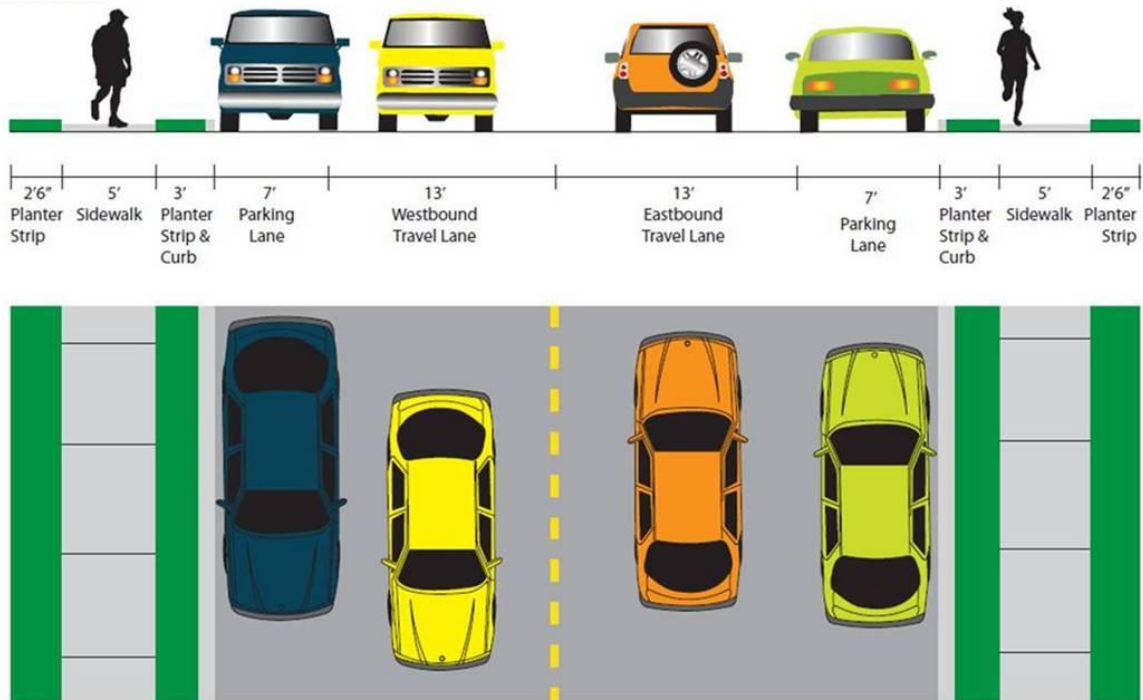 2'6"
Planter
Strip
5'
Sidewalk
3'
Planter
Strip &
Curb
7'
Parking
Lane
13'
Westbound
Travel Lane
13'
Eastbound
Travel Lane
7'
Parking
Lane
3'
Planter
Strip &
Curb
5'
Sidewalk
2'6"
Planter
Strip